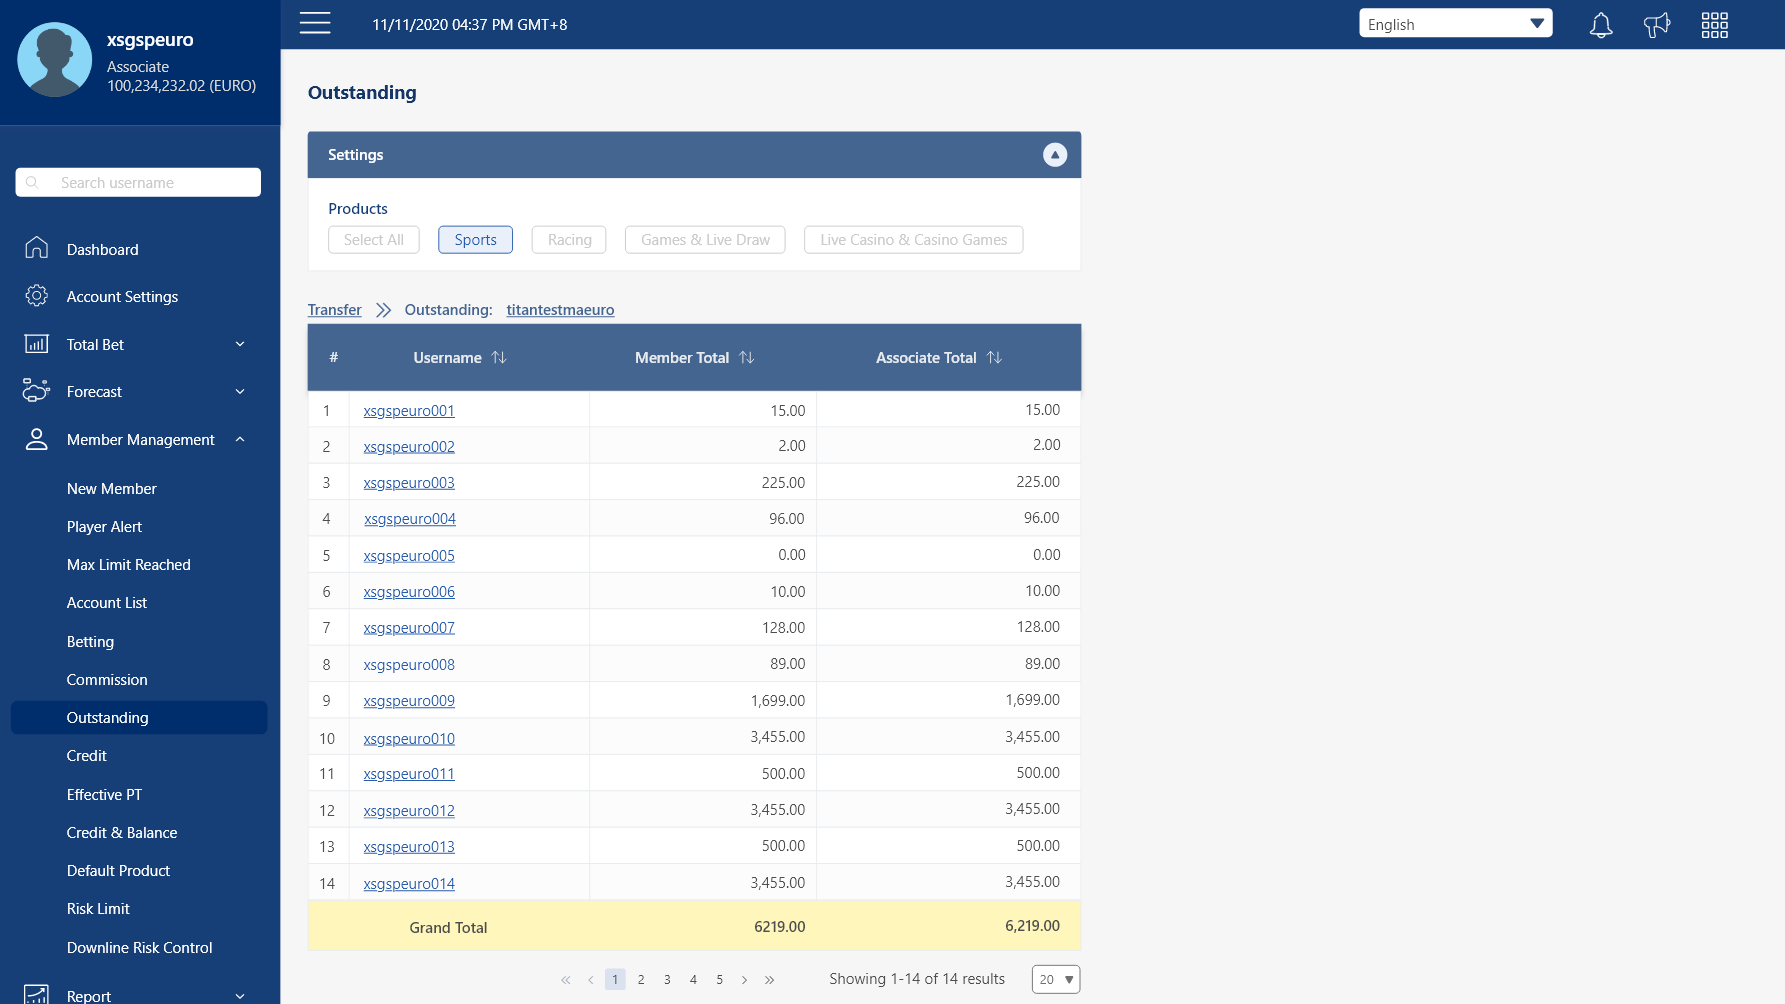 xsgspeuro
Associate
100,234,232.02 (EURO)
Search username
Dashboard
Account Settings
Total Bet
Forecast
Member Management
New Member
Player Alert
Max Limit Reached
Account List
Betting
Commission
Outstanding
Credit
Effective PT
Credit & Balance
Default Product
Risk Limit
Downline Risk Control
Report
11/11/2020 04:37 PM GMT+8
English
Outstanding
Settings
Products
Select All Sports Racing Games & Live Draw Live Casino & Casino Games
Transfer Outstanding: titantestmaeuro
# Username Member Total Associate Total
1 xsgspeuro001 15.00 15.00
2 xsgspeuro002 2.00 2.00
3 xsgspeuro003 225.00 225.00
4 xsgspeuro004 96.00 96.00
5 xsgspeuro005 0.00 0.00
6 xsgspeuro006 10.00 10.00
7 xsgspeuro007 128.00 128.00
8 xsgspeuro008 89.00 89.00
9 xsgspeuro009 1,699.00 1,699.00
10 xsgspeuro010 3,455.00 3,455.00
11 xsgspeuro011 500.00 500.00
12 xsgspeuro012 3,455.00 3,455.00
13 xsgspeuro013 500.00 500.00
14 xsgspeuro014 3,455.00 3,455.00
Grand Total 6219.00 6,219.00
« ‹ 1 2 3 4 5 › » Showing 1-14 of 14 results 20